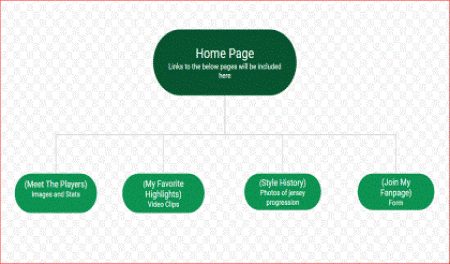 Home Page
Links to the below pages will be included
here
(Meet The Players)
Images and Stats
(My Favorite
Highlights)
Video Clips
(Style History)
Photos of jersey
progression
(Join My
Fanpage)
Form